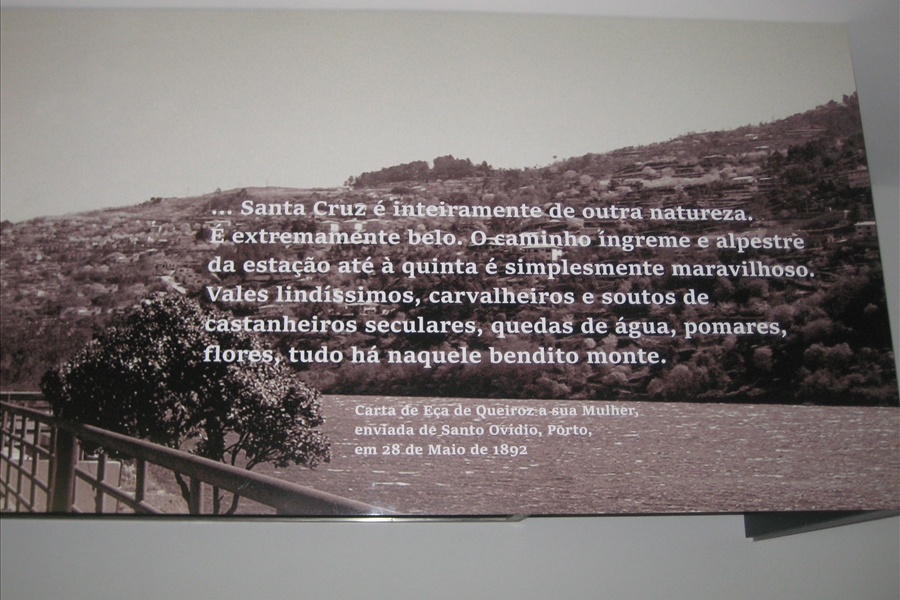 ... Santa Cruz é inteiramente de outra natureza.
É extremamente belo. O caminho íngreme e alpestre
da estação até à quinta é simplesmente maravilhoso.
Vales lindíssimos, carvalheiros e soutos de
castanheiros seculares, quedas de água, pomares,
flores, tudo há naquele bendito monte.
Carta de Eça de Queiroz a sua Mulher,
enviada de Santo Ovídio, Pôrto,
em 28 de Maio de 1892